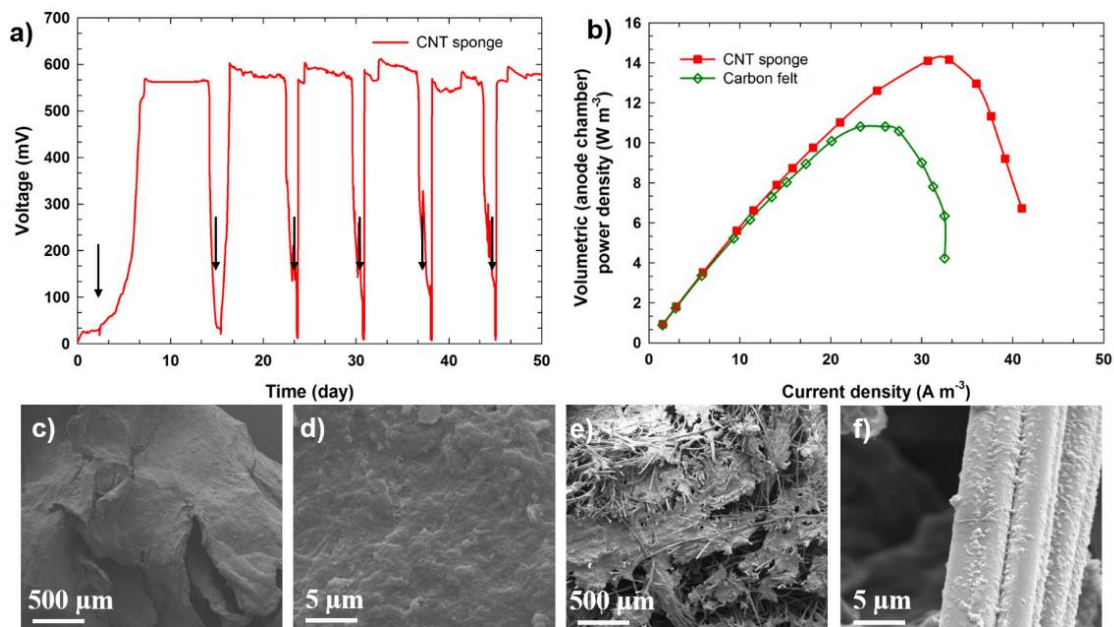 a)
700
600
500
400
300
200
100
0
Voltage (mV)
CNT sponge
0 10 20 30 40 50
Time (day)
b)
16
14
12
10
8
6
4
2
0
Volumetric (anode chamber)
power density (W m-3)
CNT sponge
Carbon felt
0 10 20 30 40 50
Current density (A m-3)
c)
500 μm
d)
5 μm
e)
500 μm
f)
5 μm